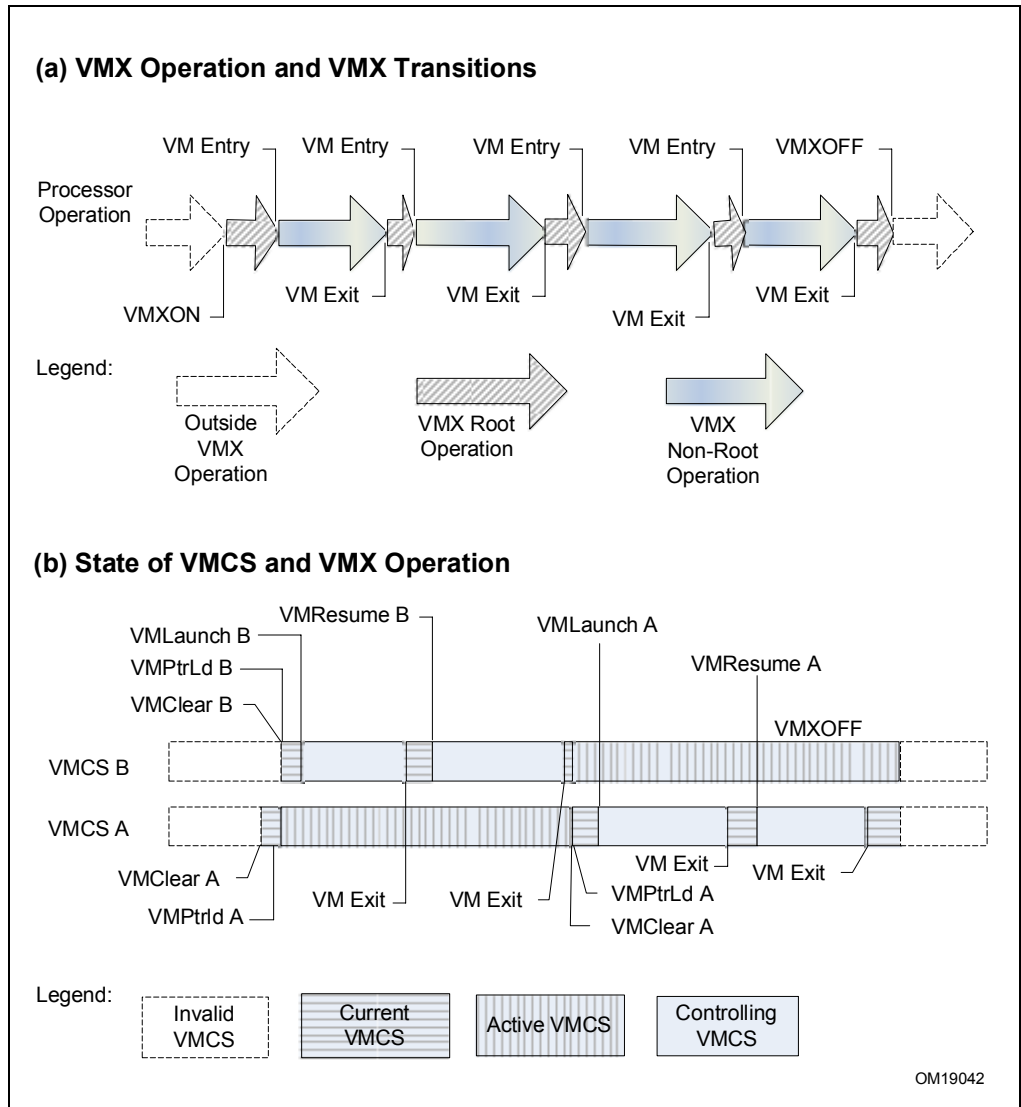 (a) VMX Operation and VMX Transitions
VM Entry
VM Entry
VM Entry
VM Entry
VMXOFF
Processor
Operation
VMXON
VM Exit
VM Exit
VM Exit
VM Exit
Legend:
Outside
VMX
Operation
VMX Root
Operation
VMX
Non-Root
Operation
(b) State of VMCS and VMX Operation
VMResume B
VMLaunch B
VMLaunch A
VMPtrLd B
VMResume A
VMClear B
VMXOFF
VMCS B
VMCS A
VMClear A
VMPtrld A
VM Exit
VM Exit
VM Exit
VM Exit
VMPtrLd A
VMClear A
Legend:
Invalid
VMCS
Current
VMCS
Active VMCS
Controlling
VMCS
OM19042